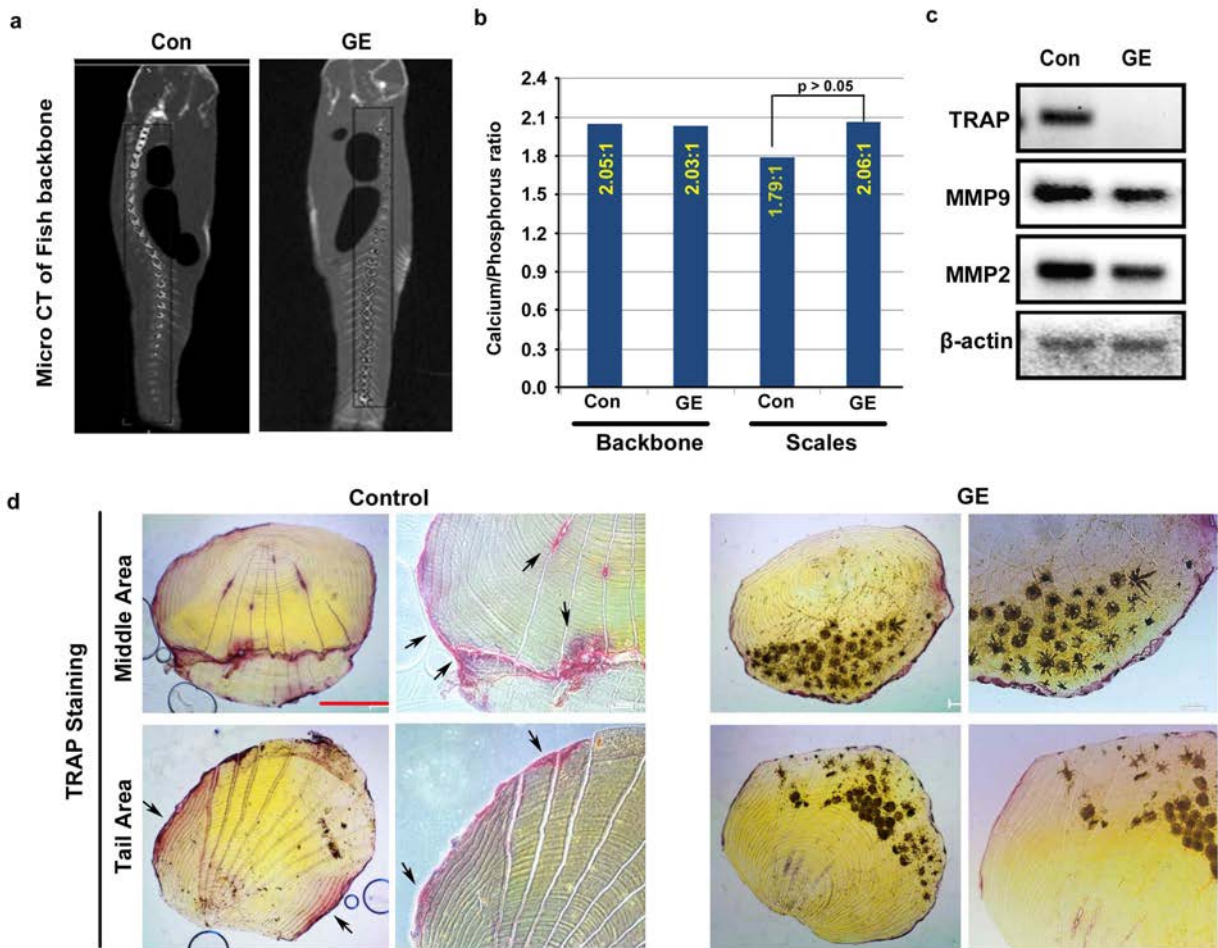 a
Con
GE
Micro CT of Fish backbone
b
Calcium/Phosphorus ratio
2.4
2.1
1.8
1.5
1.2
0.9
0.6
0.3
0.0
p > 0.05
2.05:1
2.03:1
1.79:1
2.06:1
Con
GE
Con
GE
Backbone
Scales
c
Con
GE
TRAP
MMP9
MMP2
β-actin
d
Control
GE
TRAP Staining
Middle Area
Tail Area